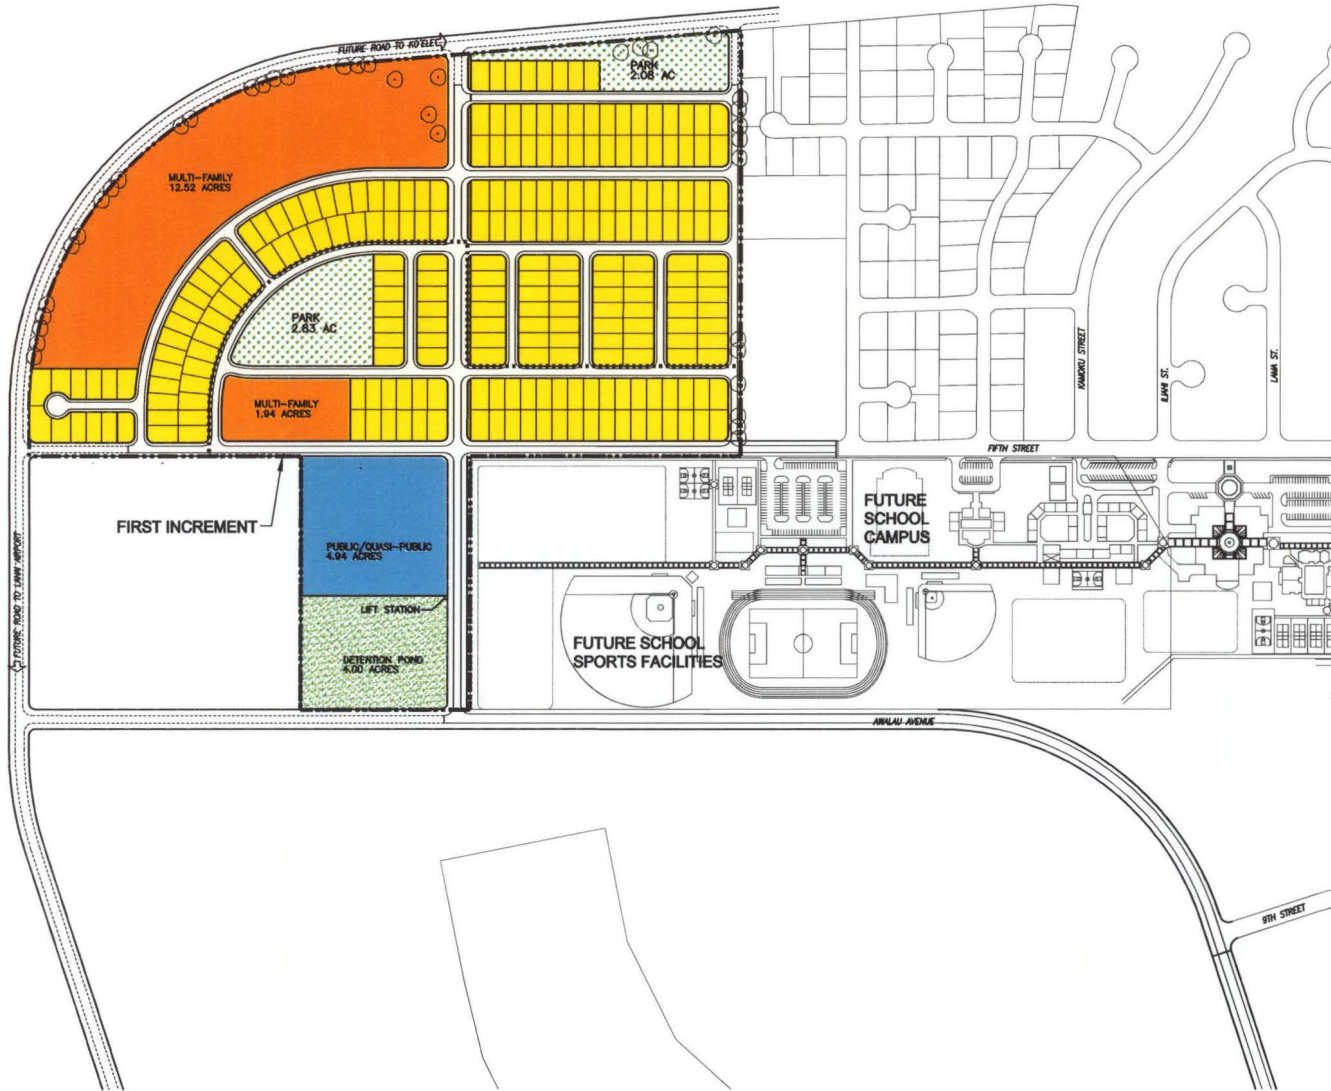 FUTURE ROAD TO KO'ELE
PARK
2.08 AC
MULTI-FAMILY
12.52 ACRES
PARK
2.63 AC
MULTI-FAMILY
1.94 ACRES
KAMOKU STREET
ILIAHI ST.
LAMA ST.
FIFTH STREET
FIRST INCREMENT
FUTURE
SCHOOL
CAMPUS
PUBLIC/QUASI-PUBLIC
4.94 ACRES
LIFT STATION
FUTURE ROAD TO LANAI AIRPORT
FUTURE SCHOOL
SPORTS FACILITIES
DETENTION POND
4.00 ACRES
AWALAU AVENUE
9TH STREET